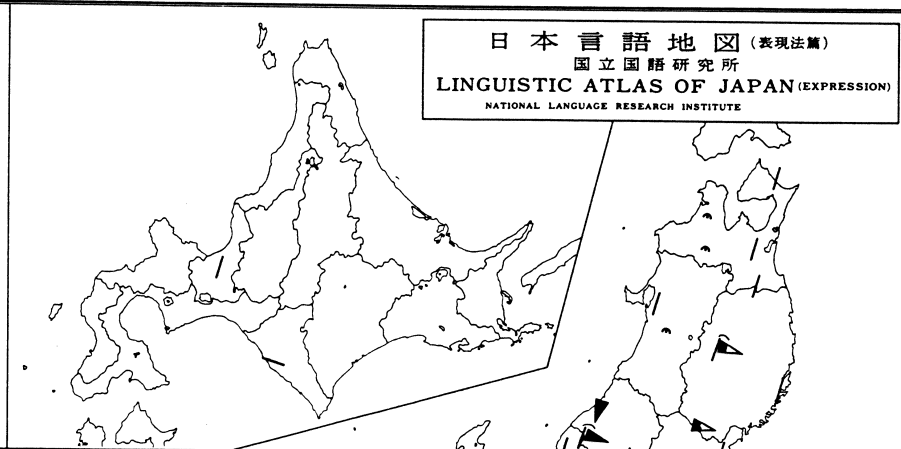 日本言語地図(表現法篇)
国立国語研究所
LINGUISTIC ATLAS OF JAPAN (EXPRESSION)
NATIONAL LANGUAGE RESEARCH INSTITUTE